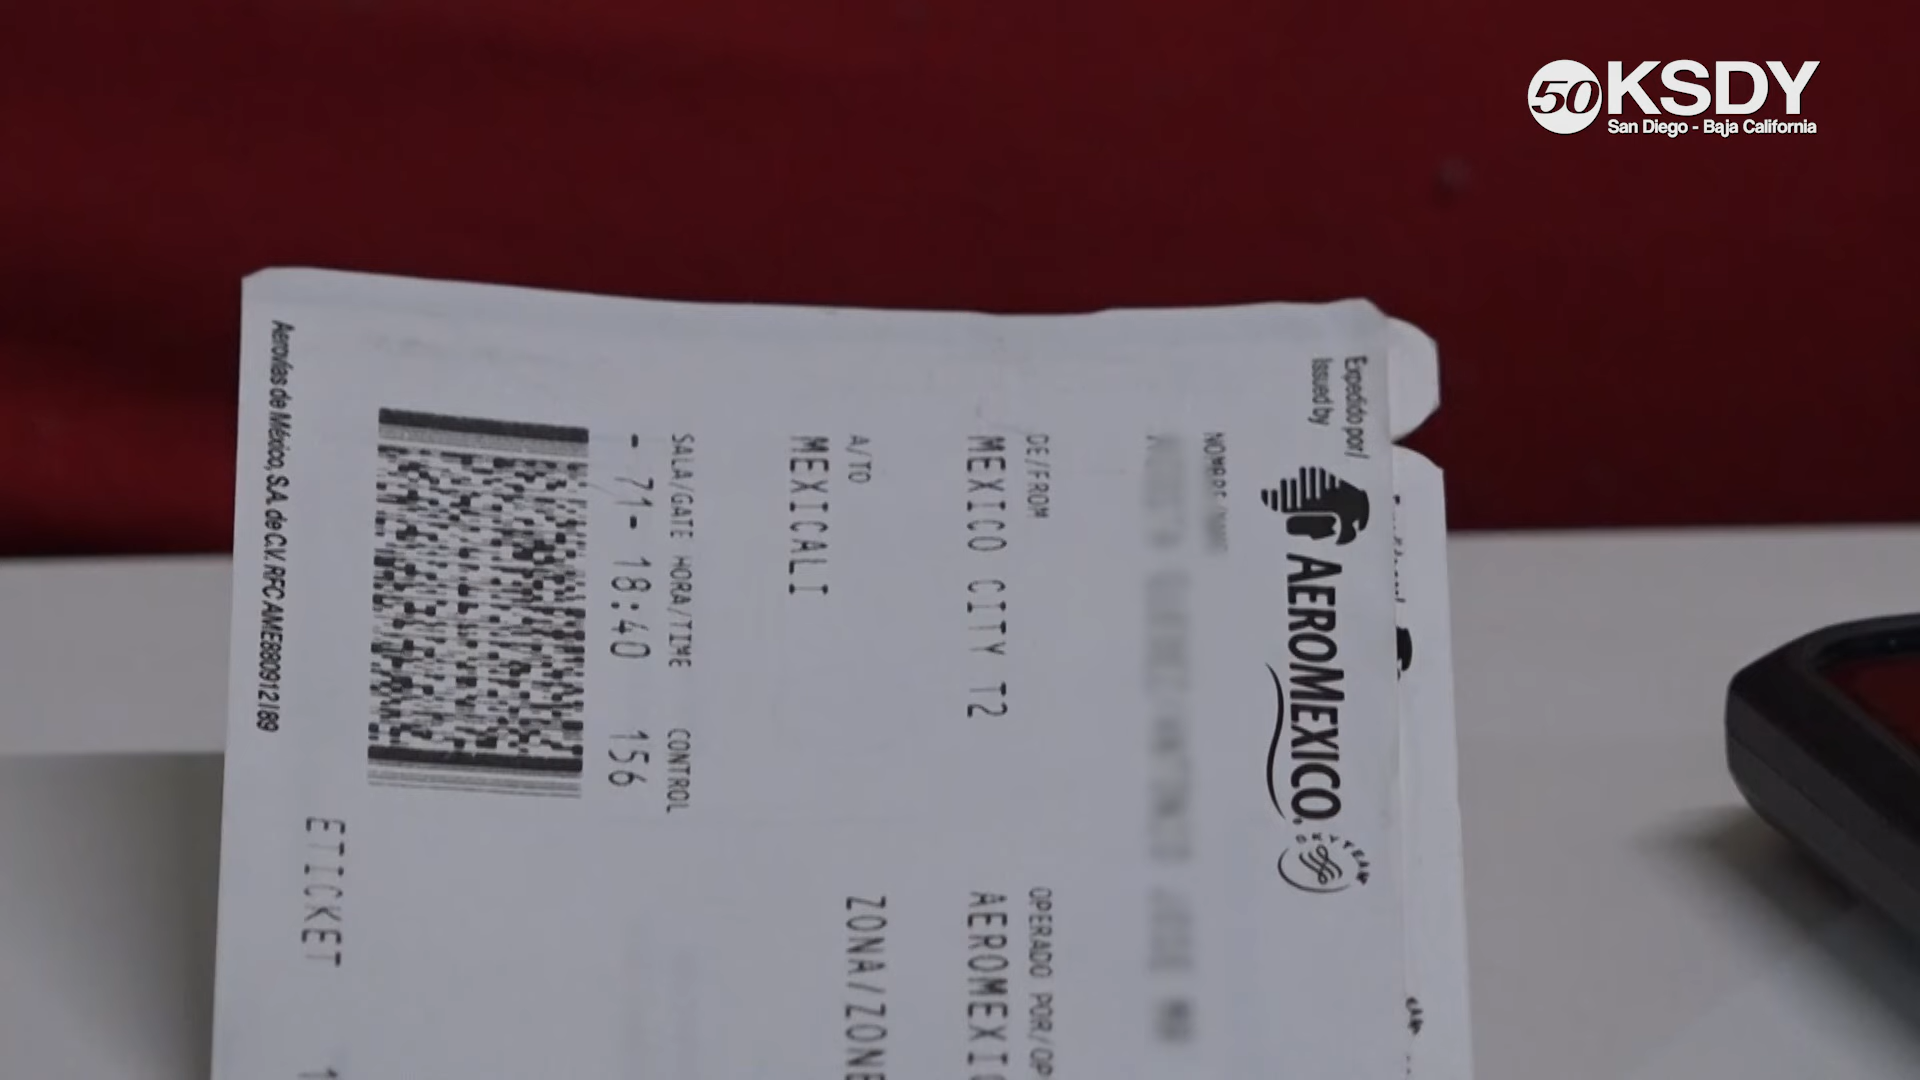 50 KSDY
San Diego - Baja California
Expedido por/
Issued by
AEROMEXICO.
DE/FROM
MEXICO CITY T2
OPERADO POR/OP
AEROMEXIC
A/TO
MEXICALI
ZONA/ZONE
SALA/GATE HORA/TIME CONTROL
- 71- 18:40 156
ETICKET 1
Aerovías de México, S.A. de C.V. RFC AME880912I89